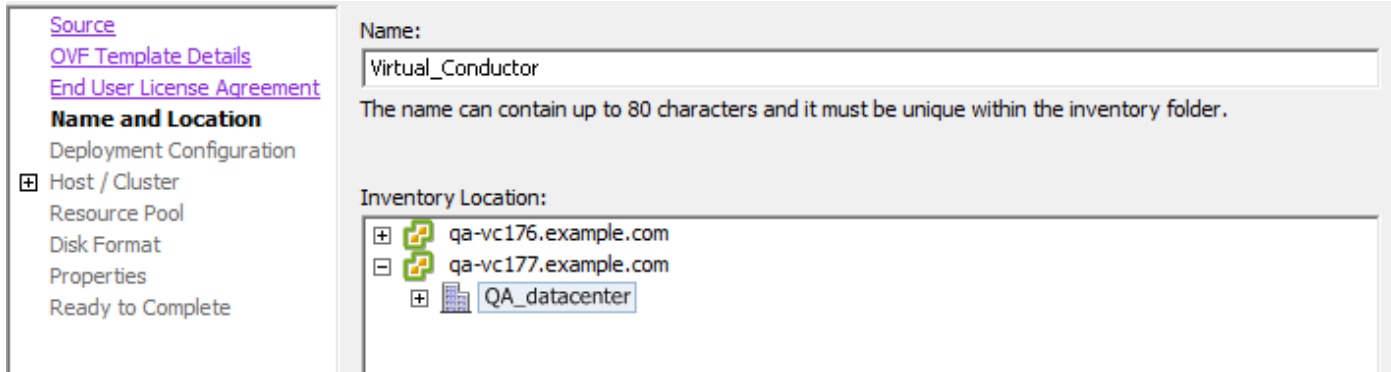 Source
OVF Template Details
End User License Agreement
Name and Location
Deployment Configuration
Host / Cluster
Resource Pool
Disk Format
Properties
Ready to Complete
Name:
Virtual_Conductor
The name can contain up to 80 characters and it must be unique within the inventory folder.
Inventory Location:
qa-vc176.example.com
qa-vc177.example.com
QA_datacenter